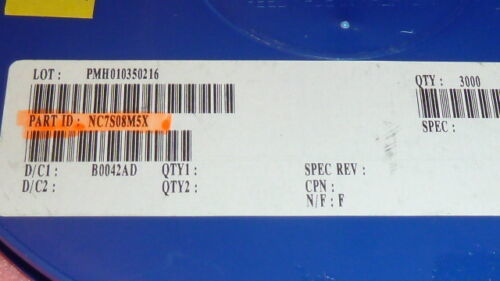 LOT : PMH010350216
QTY : 3000
PART ID : NC7S08M5X
SPEC :
D/C1 : B0042AD QTY1 : SPEC REV :
D/C2 : QTY2 : CPN :
N/F : F